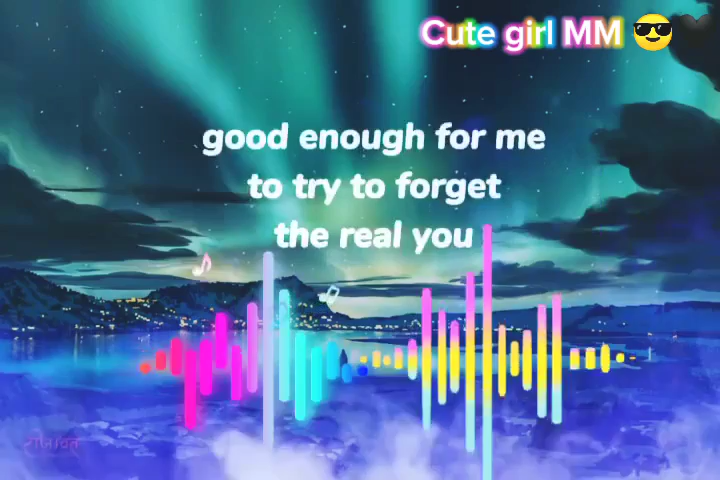 Cute girl MM 😎🖤
good enough for me
to try to forget
the real you